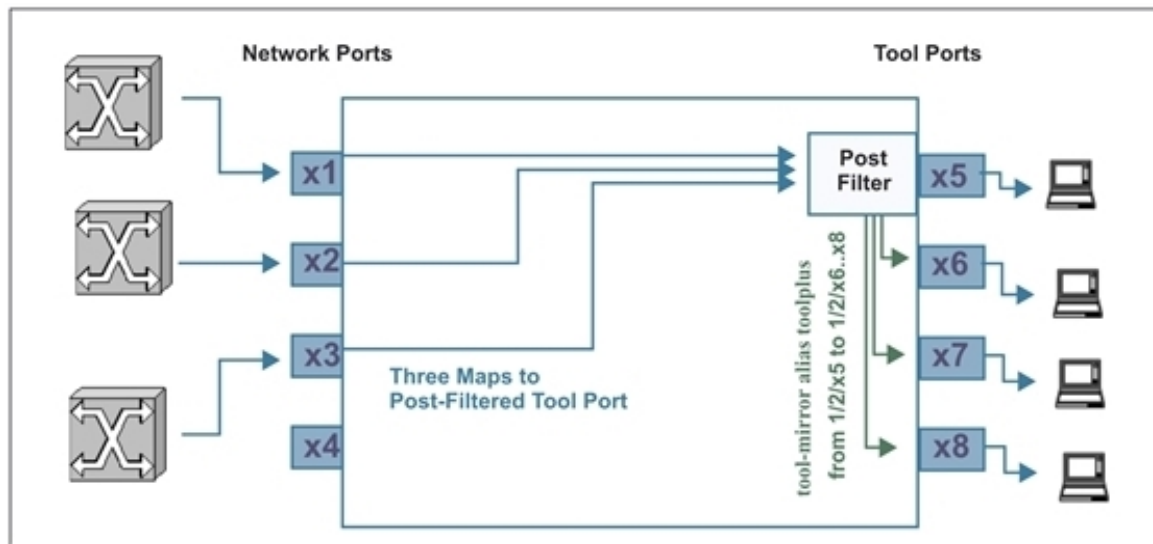 Network Ports
Tool Ports
x1
x2
x3
x4
Three Maps to
Post-Filtered Tool Port
Post
Filter
tool-mirror alias toolplus
from 1/2/x5 to 1/2/x6..x8
x5
x6
x7
x8